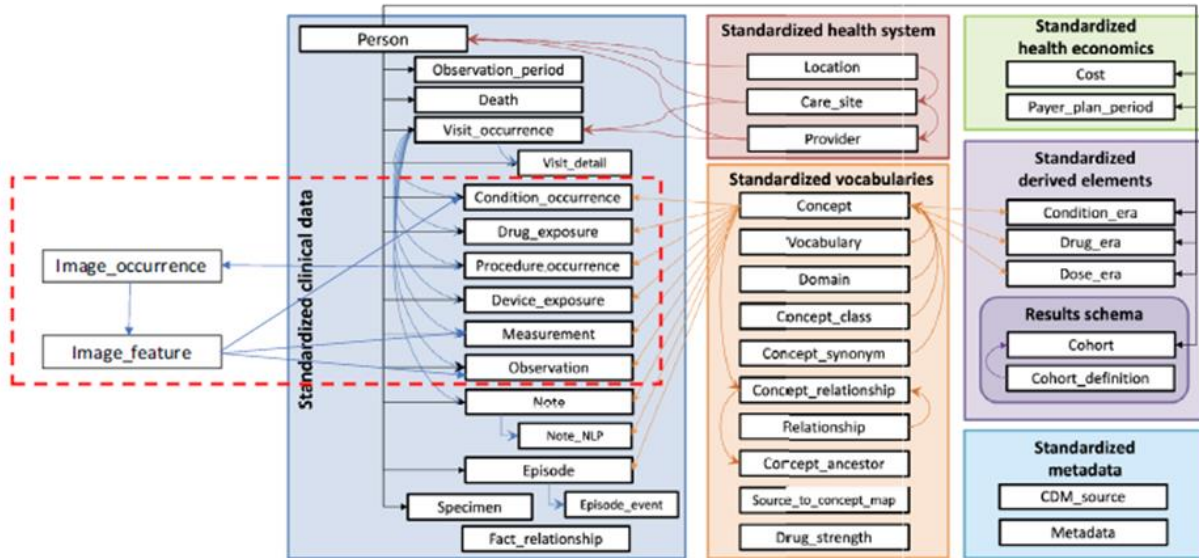 Person
Observation_period
Death
Visit_occurrence
Visit_detail
Condition_occurrence
Drug_exposure
Procedure_occurrence
Device_exposure
Measurement
Observation
Note
Note_NLP
Episode
Specimen
Episode_event
Fact_relationship
Standardized clinical data
Image_occurrence
Image_feature
Standardized health system
Location
Care_site
Provider
Standardized vocabularies
Concept
Vocabulary
Domain
Concept_class
Concept_synonym
Concept_relationship
Relationship
Concept_ancestor
Source_to_concept_map
Drug_strength
Standardized
health economics
Cost
Payer_plan_period
Standardized
derived elements
Condition_era
Drug_era
Dose_era
Results schema
Cohort
Cohort_definition
Standardized
metadata
CDM_source
Metadata